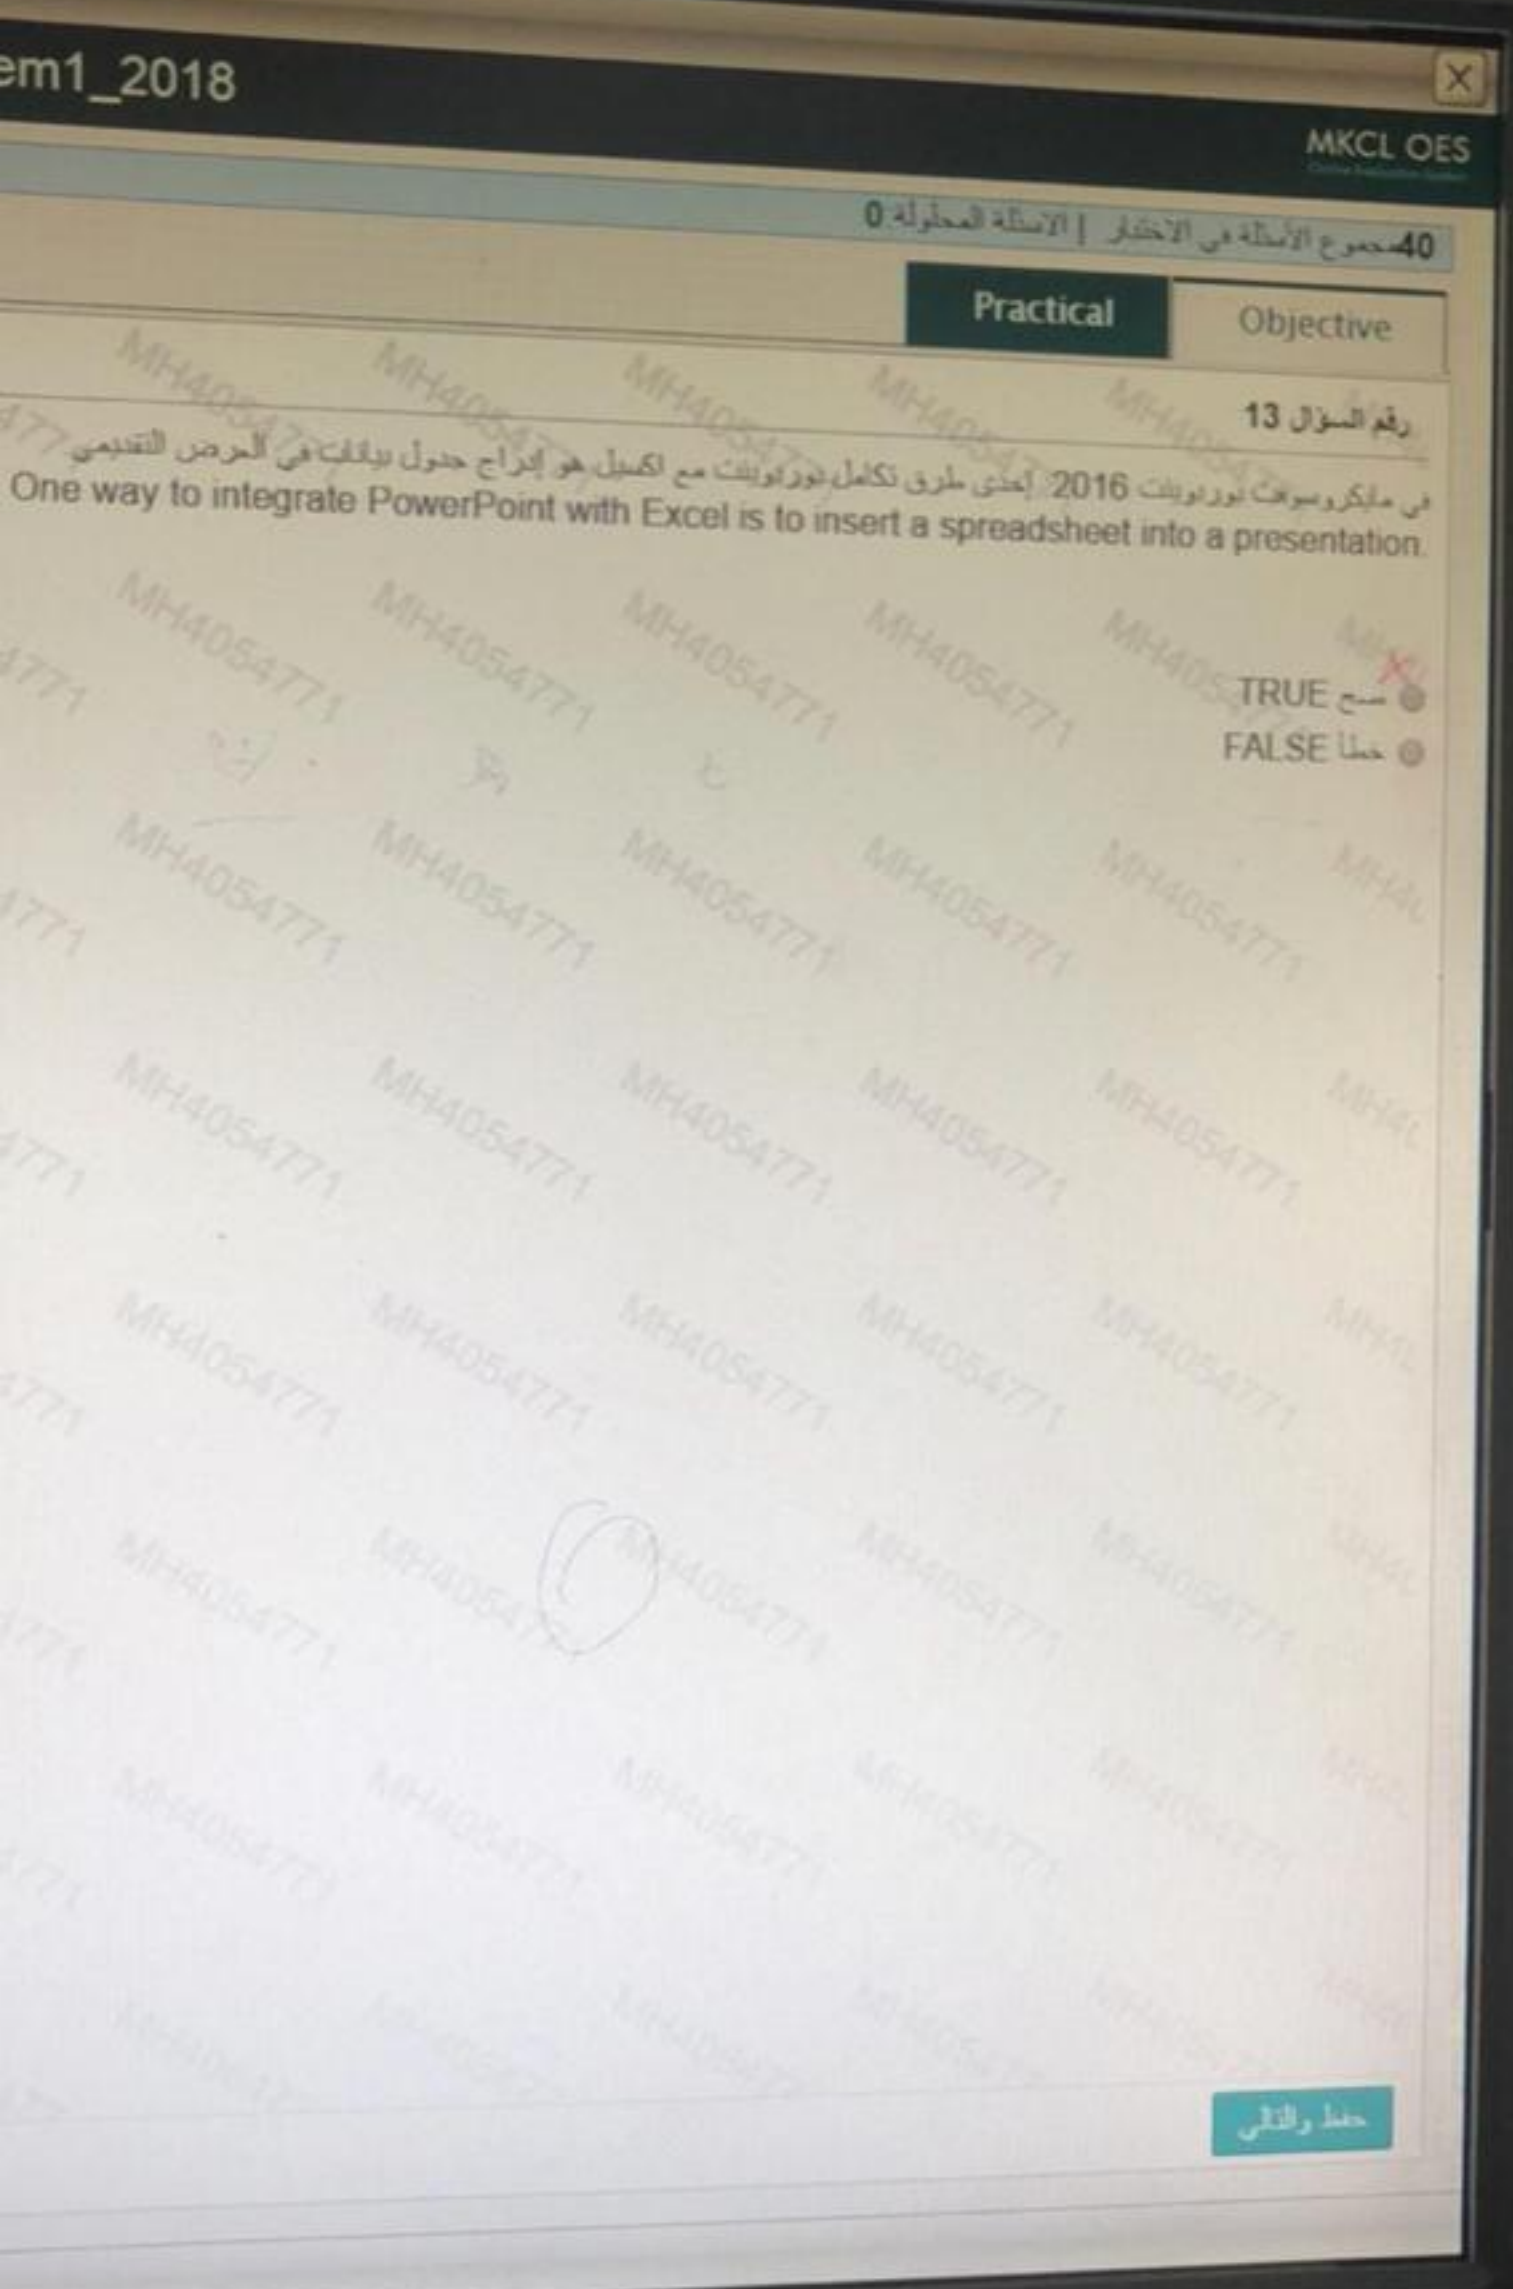 em1_2018
MKCL OES
40مجموع الأسئلة في الاختبار | الاسئلة المحلولة:0
Practical
Objective
رقم السؤال 13
في مايكروسوفت بوربوينت 2016 إحدى طرق تكامل بوربوينت مع اكسيل هو إدراج جدول بيانات في العرض التقديمي
One way to integrate PowerPoint with Excel is to insert a spreadsheet into a presentation.
صح TRUE
خطا FALSE
MH4054771
حفظ والتالي